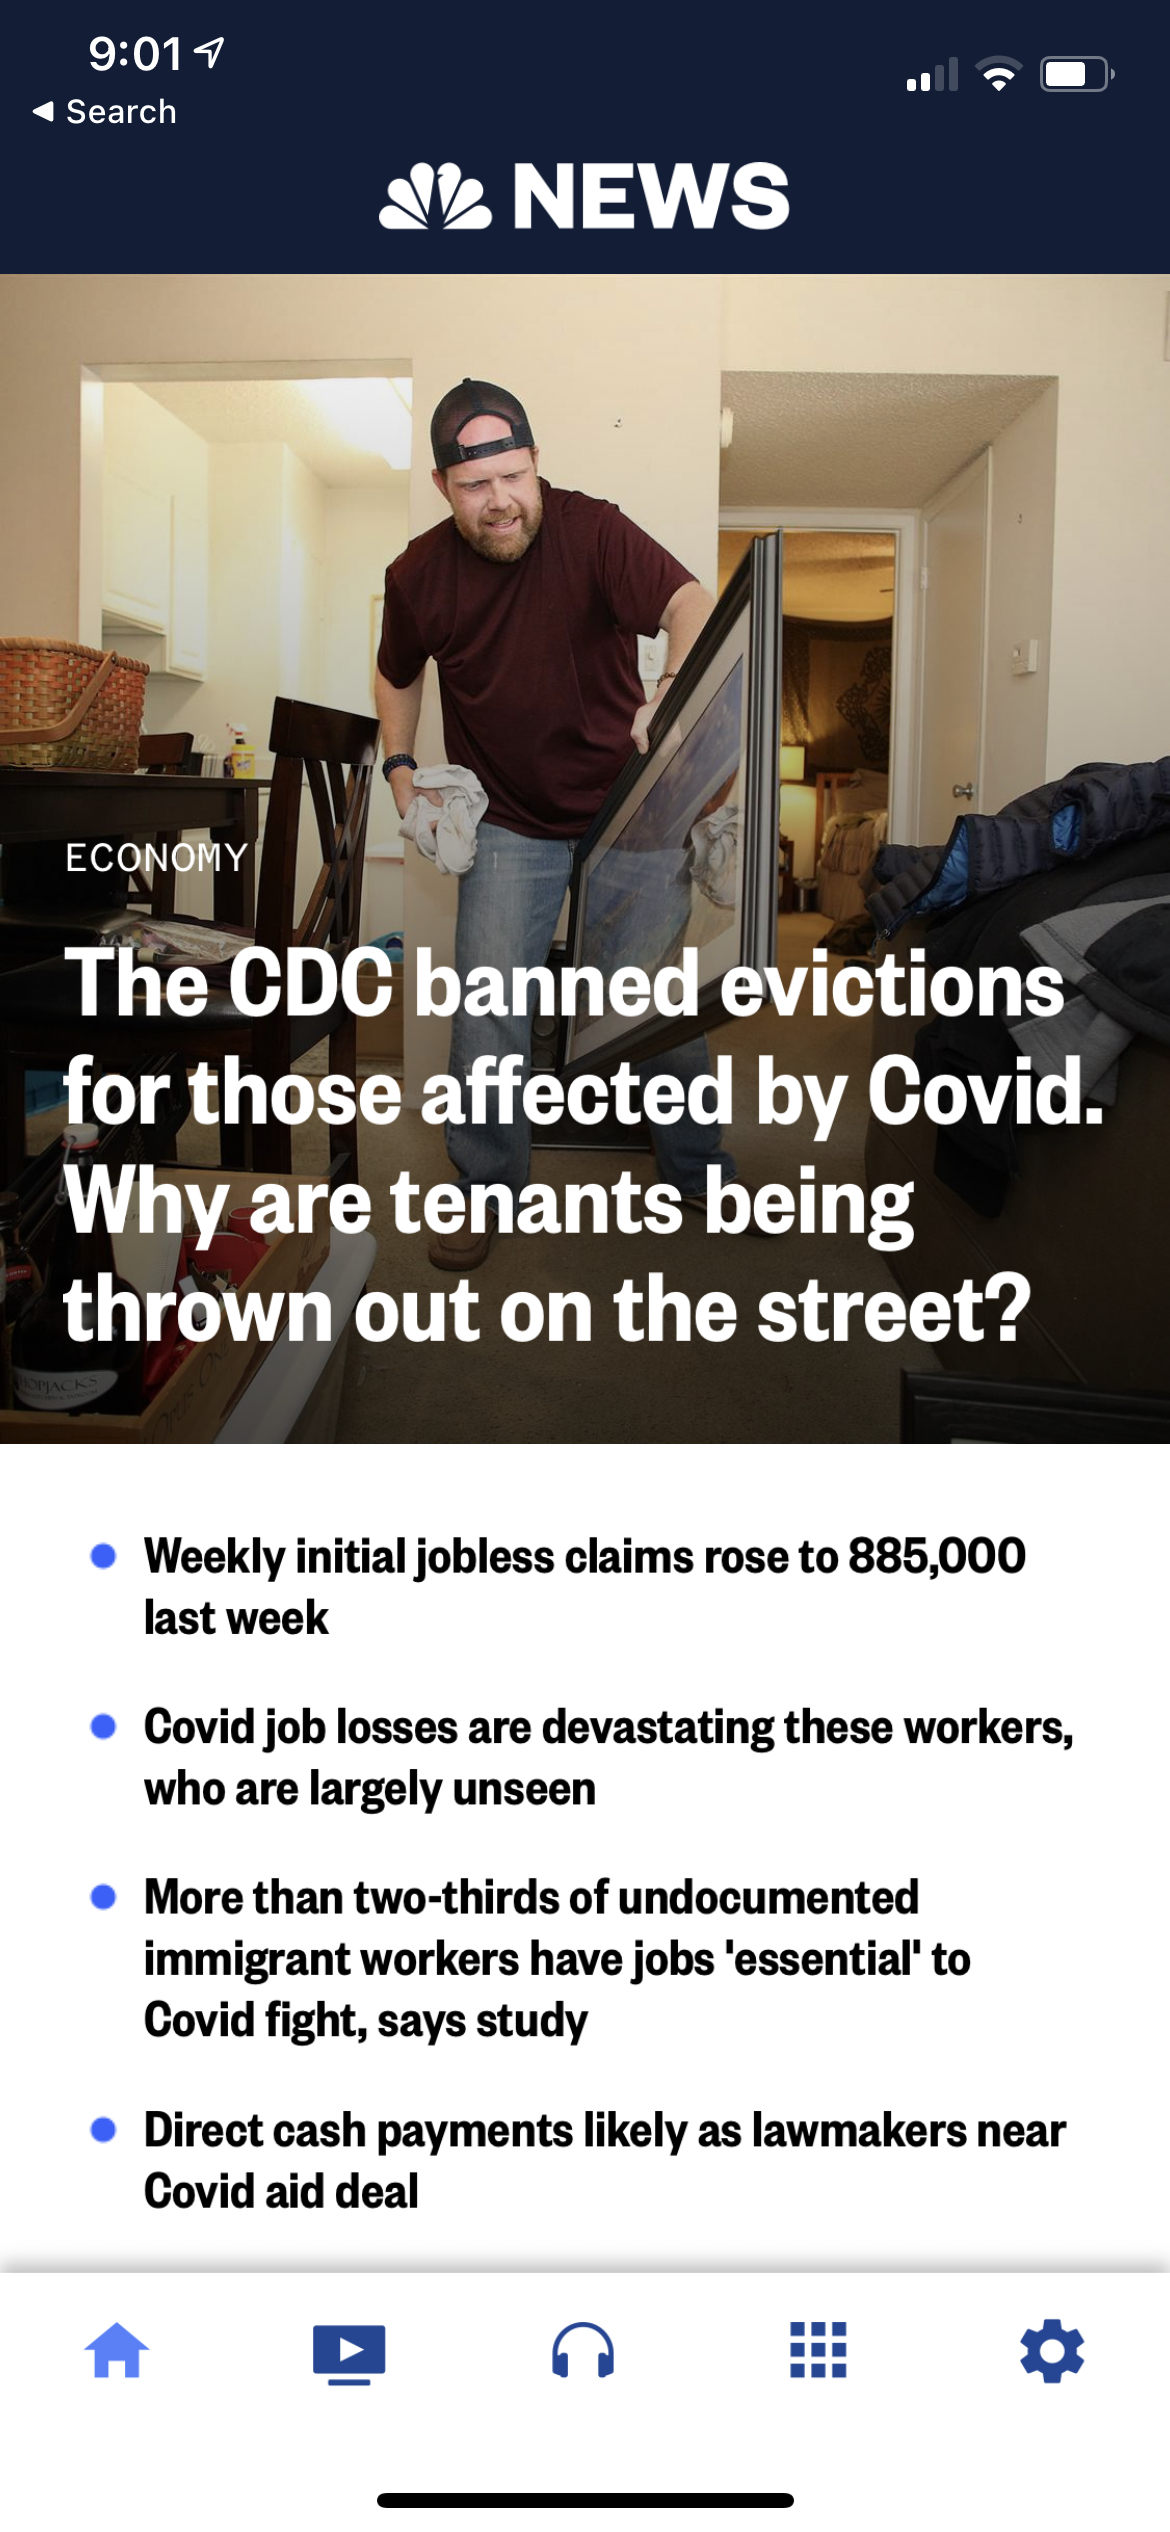 9:01
Search
NEWS
ECONOMY
The CDC banned evictions
for those affected by Covid.
Why are tenants being
thrown out on the street?
HOPJACKS
Weekly initial jobless claims rose to 885,000
last week
Covid job losses are devastating these workers,
who are largely unseen
More than two-thirds of undocumented
immigrant workers have jobs 'essential' to
Covid fight, says study
Direct cash payments likely as lawmakers near
Covid aid deal